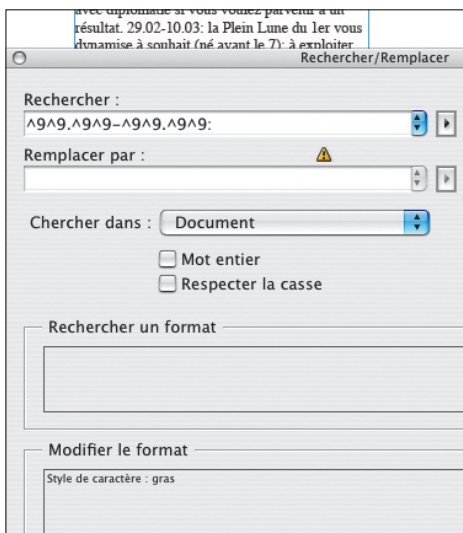 avec diplomatie si vous voulez parvenir à un
résultat. 29.02-10.03: la Plein Lune du 1er vous
dynamise à souhait (né avant le 7): à exploiter
Rechercher/Remplacer
Rechercher :
^9^9.^9^9-^9^9.^9^9:
Remplacer par :
Chercher dans : Document
Mot entier
Respecter la casse
Rechercher un format
Modifier le format
Style de caractère : gras